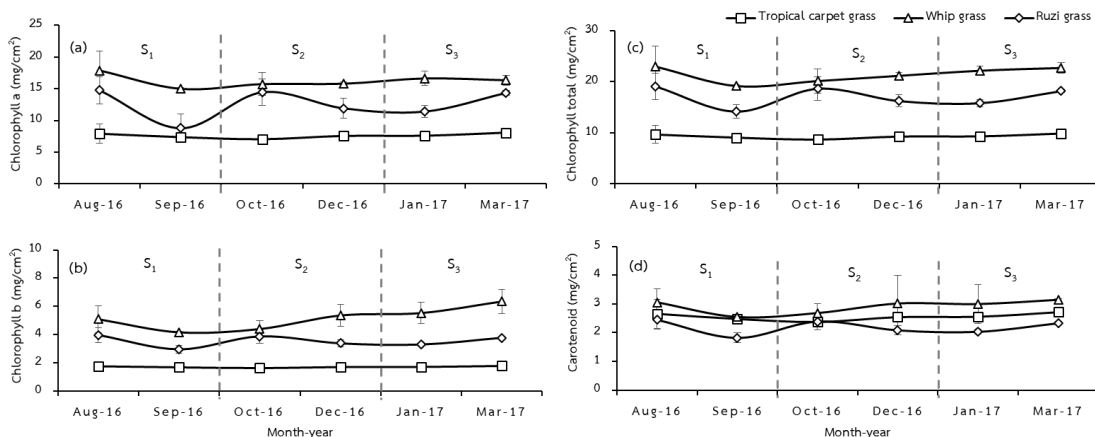 Tropical carpet grass Whip grass Ruzi grass
(a)
Chlorophyll a (mg/cm²)
25
20
15
10
5
0
S₁ S₂ S₃
Aug-16 Sep-16 Oct-16 Dec-16 Jan-17 Mar-17
(c)
Chlorophyll total (mg/cm²)
30
20
10
0
S₁ S₂ S₃
Aug-16 Sep-16 Oct-16 Dec-16 Jan-17 Mar-17
(b)
Chlorophyll b (mg/cm²)
10
8
6
4
2
0
S₁ S₂ S₃
Aug-16 Sep-16 Oct-16 Dec-16 Jan-17 Mar-17
Month-year
(d)
Carotenoid (mg/cm²)
5
4
3
2
1
0
S₁ S₂ S₃
Aug-16 Sep-16 Oct-16 Dec-16 Jan-17 Mar-17
Month-year